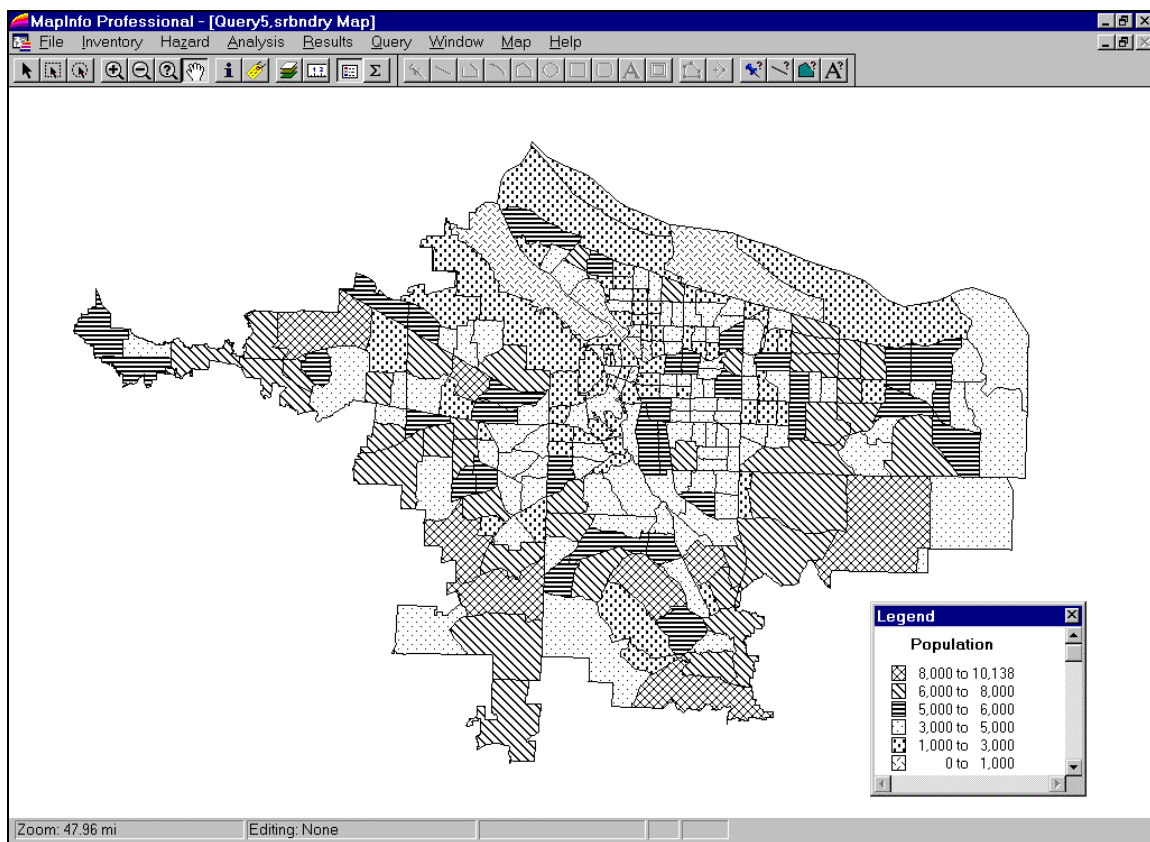 MapInfo Professional - [Query5,srbndry Map]
File Inventory Hazard Analysis Results Query Window Map Help
Legend
Population
8,000 to 10,138
6,000 to 8,000
5,000 to 6,000
3,000 to 5,000
1,000 to 3,000
0 to 1,000
Zoom: 47.96 mi Editing: None